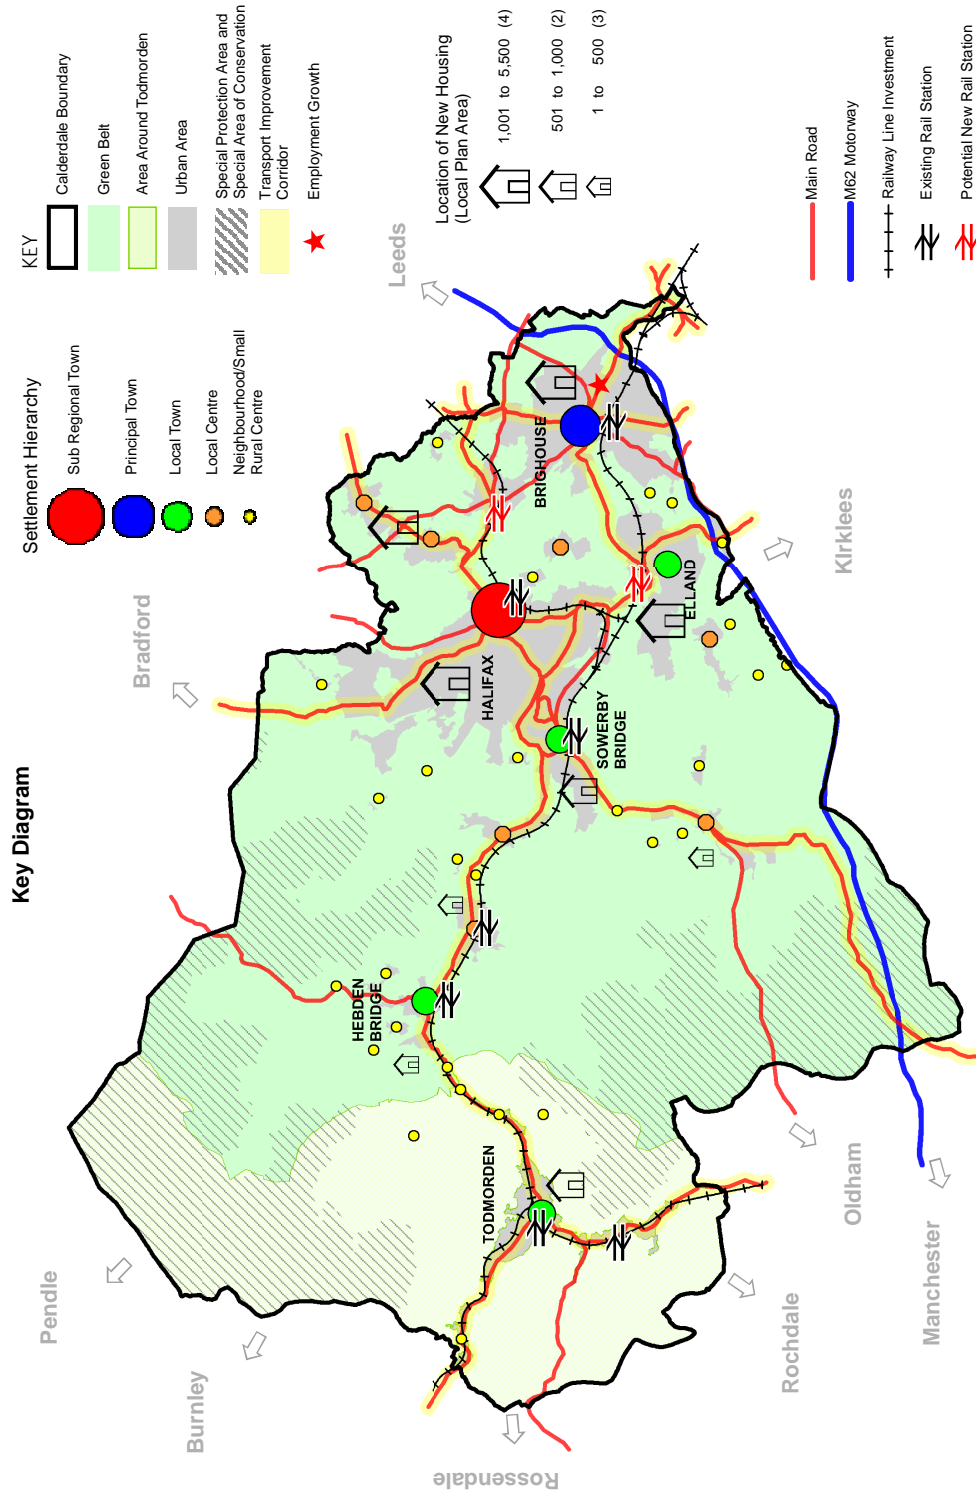 Key Diagram
Settlement Hierarchy
Sub Regional Town
Principal Town
Local Town
Local Centre
Neighbourhood/Small
Rural Centre
KEY
Calderdale Boundary
Green Belt
Area Around Todmorden
Urban Area
Special Protection Area and
Special Area of Conservation
Transport Improvement
Corridor
Employment Growth
Location of New Housing
(Local Plan Area)
1,001 to 5,500 (4)
501 to 1,000 (2)
1 to 500 (3)
Main Road
M62 Motorway
Railway Line Investment
Existing Rail Station
Potential New Rail Station
Pendle
Burnley
Rossendale
Bradford
Leeds
Kirklees
Oldham
Manchester
Rochdale
TODMORDEN
HEBDEN
BRIDGE
HALIFAX
SOWERBY
BRIDGE
BRIGHOUSE
ELLAND